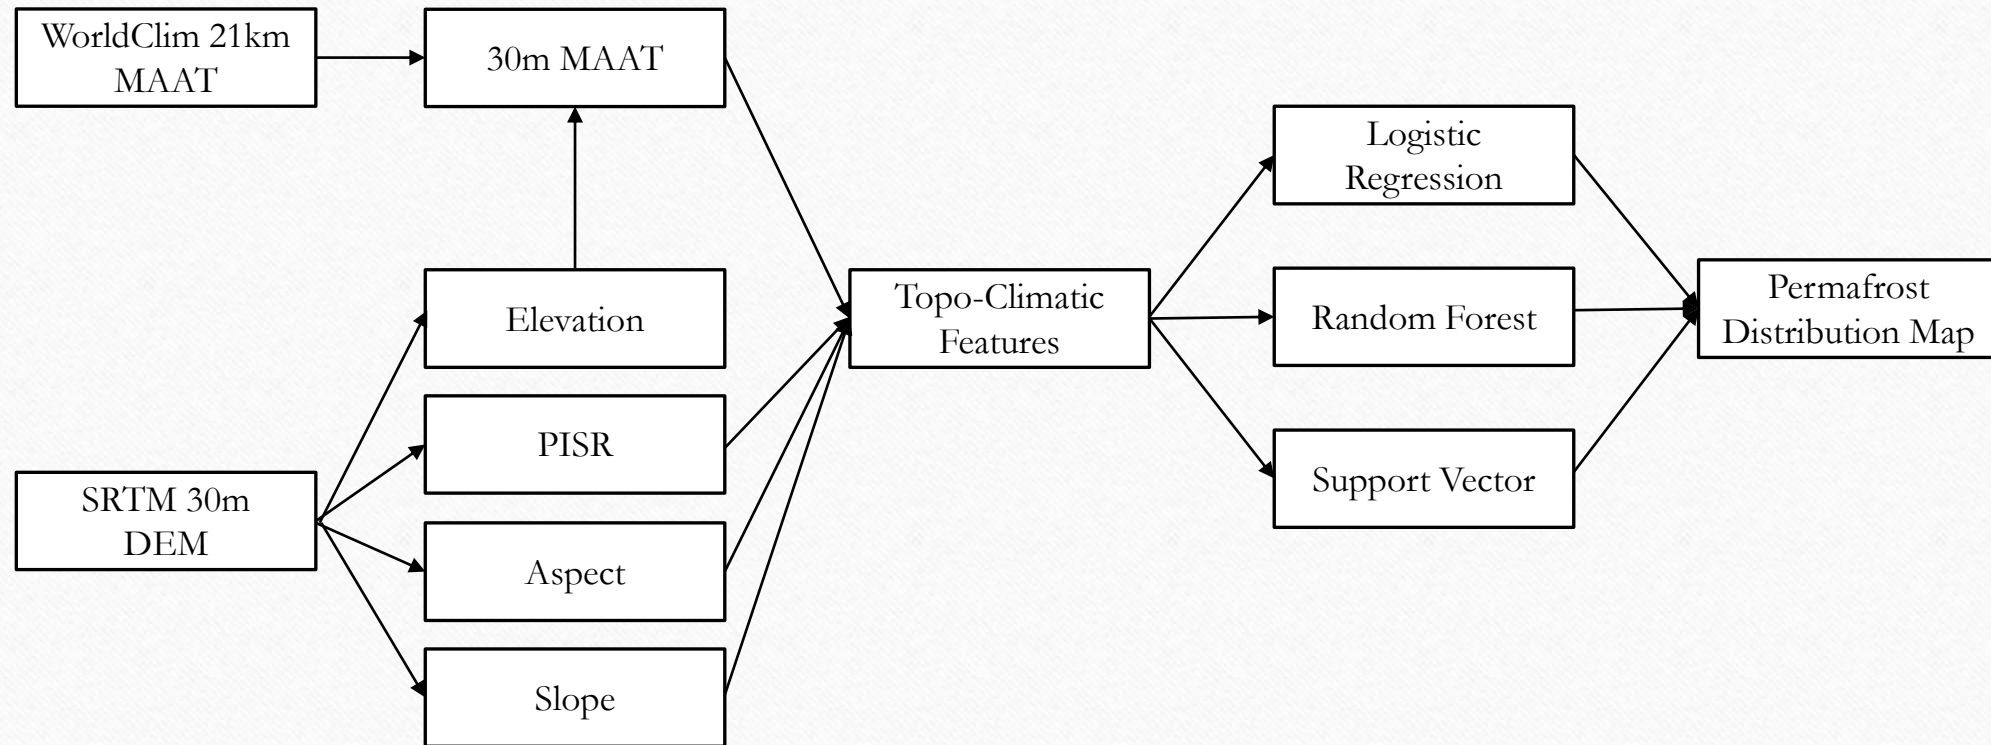 WorldClim 21km
MAAT
30m MAAT
Elevation
PISR
SRTM 30m
DEM
Aspect
Slope
Topo-Climatic
Features
Logistic
Regression
Random Forest
Support Vector
Permafrost
Distribution Map